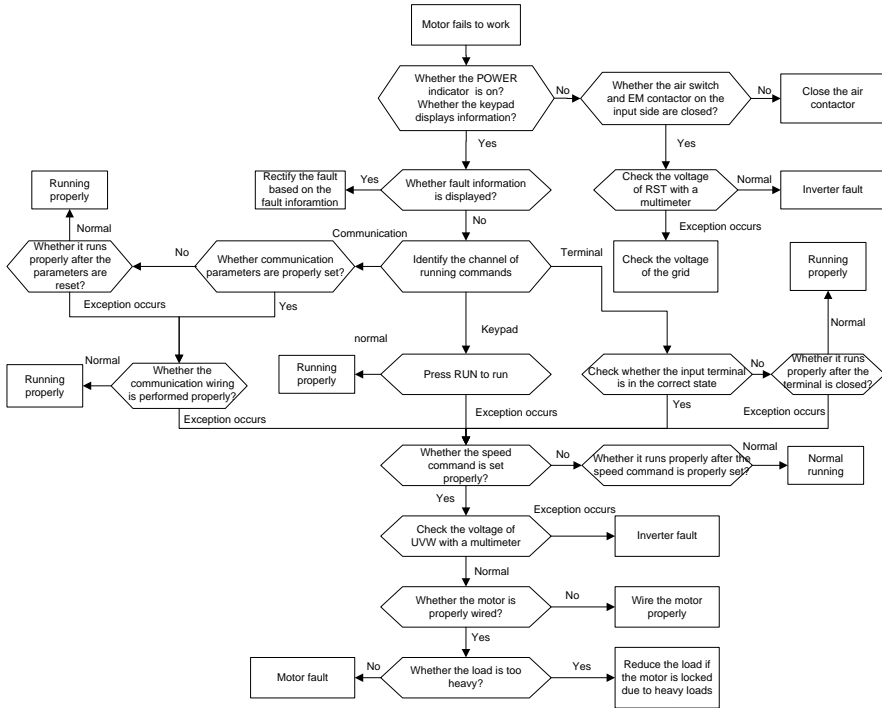 Motor fails to work
Whether the POWER
indicator is on?
Whether the keypad
displays information?
No
Whether the air switch
and EM contactor on the
input side are closed?
No
Close the air
contactor
Yes
Yes
Rectify the fault
based on the
fault inforamtion
Yes
Whether fault information
is displayed?
Check the voltage
of RST with a
multimeter
Normal
Inverter fault
Running
properly
Normal
No
Exception occurs
Check the voltage
of the grid
Communication
Terminal
Whether it runs
properly after the
parameters are
reset?
No
Whether communication
parameters are properly set?
Identify the channel of
running commands
Running
properly
Exception occurs
Yes
Keypad
Normal
normal
Running
properly
Normal
Whether the
communication wiring
is performed properly?
Running
properly
Press RUN to run
Check whether the input terminal
is in the correct state
No
Whether it runs
properly after the
terminal is closed?
Exception occurs
Exception occurs
Yes
Exception occurs
Whether the speed
command is set
properly?
No
Whether it runs properly after the
speed command is properly set?
Normal
Normal
running
Yes
Exception occurs
Check the voltage of
UVW with a multimeter
Inverter fault
Normal
Whether the motor is
properly wired?
No
Wire the motor
properly
Yes
Motor fault
No
Whether the load is too
heavy?
Yes
Reduce the load if
the motor is locked
due to heavy loads